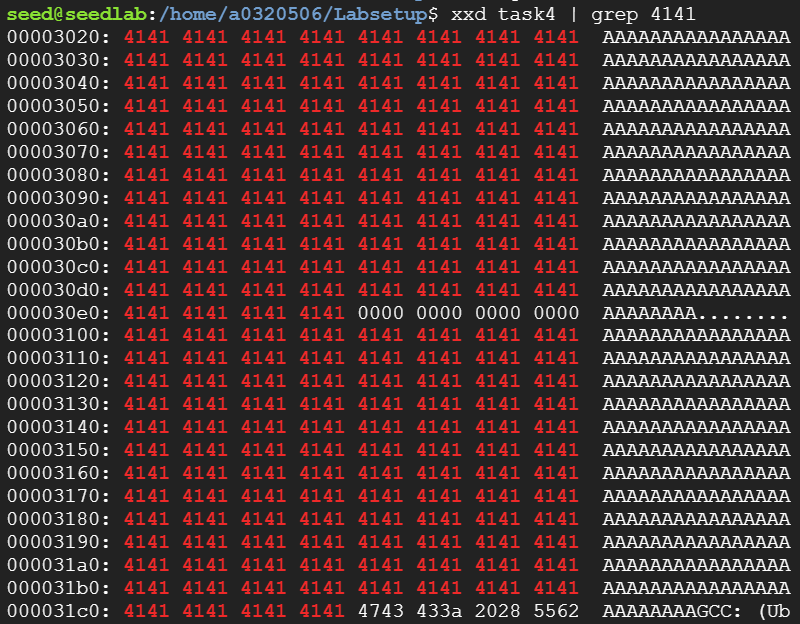 seed@seedlab:/home/a0320506/Labsetup$ xxd task4 | grep 4141
00003020: 4141 4141 4141 4141 4141 4141 4141 4141  AAAAAAAAAAAAAAAA
00003030: 4141 4141 4141 4141 4141 4141 4141 4141  AAAAAAAAAAAAAAAA
00003040: 4141 4141 4141 4141 4141 4141 4141 4141  AAAAAAAAAAAAAAAA
00003050: 4141 4141 4141 4141 4141 4141 4141 4141  AAAAAAAAAAAAAAAA
00003060: 4141 4141 4141 4141 4141 4141 4141 4141  AAAAAAAAAAAAAAAA
00003070: 4141 4141 4141 4141 4141 4141 4141 4141  AAAAAAAAAAAAAAAA
00003080: 4141 4141 4141 4141 4141 4141 4141 4141  AAAAAAAAAAAAAAAA
00003090: 4141 4141 4141 4141 4141 4141 4141 4141  AAAAAAAAAAAAAAAA
000030a0: 4141 4141 4141 4141 4141 4141 4141 4141  AAAAAAAAAAAAAAAA
000030b0: 4141 4141 4141 4141 4141 4141 4141 4141  AAAAAAAAAAAAAAAA
000030c0: 4141 4141 4141 4141 4141 4141 4141 4141  AAAAAAAAAAAAAAAA
000030d0: 4141 4141 4141 4141 4141 4141 4141 4141  AAAAAAAAAAAAAAAA
000030e0: 4141 4141 4141 4141 0000 0000 0000 0000  AAAAAAAA........
00003100: 4141 4141 4141 4141 4141 4141 4141 4141  AAAAAAAAAAAAAAAA
00003110: 4141 4141 4141 4141 4141 4141 4141 4141  AAAAAAAAAAAAAAAA
00003120: 4141 4141 4141 4141 4141 4141 4141 4141  AAAAAAAAAAAAAAAA
00003130: 4141 4141 4141 4141 4141 4141 4141 4141  AAAAAAAAAAAAAAAA
00003140: 4141 4141 4141 4141 4141 4141 4141 4141  AAAAAAAAAAAAAAAA
00003150: 4141 4141 4141 4141 4141 4141 4141 4141  AAAAAAAAAAAAAAAA
00003160: 4141 4141 4141 4141 4141 4141 4141 4141  AAAAAAAAAAAAAAAA
00003170: 4141 4141 4141 4141 4141 4141 4141 4141  AAAAAAAAAAAAAAAA
00003180: 4141 4141 4141 4141 4141 4141 4141 4141  AAAAAAAAAAAAAAAA
00003190: 4141 4141 4141 4141 4141 4141 4141 4141  AAAAAAAAAAAAAAAA
000031a0: 4141 4141 4141 4141 4141 4141 4141 4141  AAAAAAAAAAAAAAAA
000031b0: 4141 4141 4141 4141 4141 4141 4141 4141  AAAAAAAAAAAAAAAA
000031c0: 4141 4141 4141 4141 4743 433a 2028 5562  AAAAAAAAGCC: (Ub